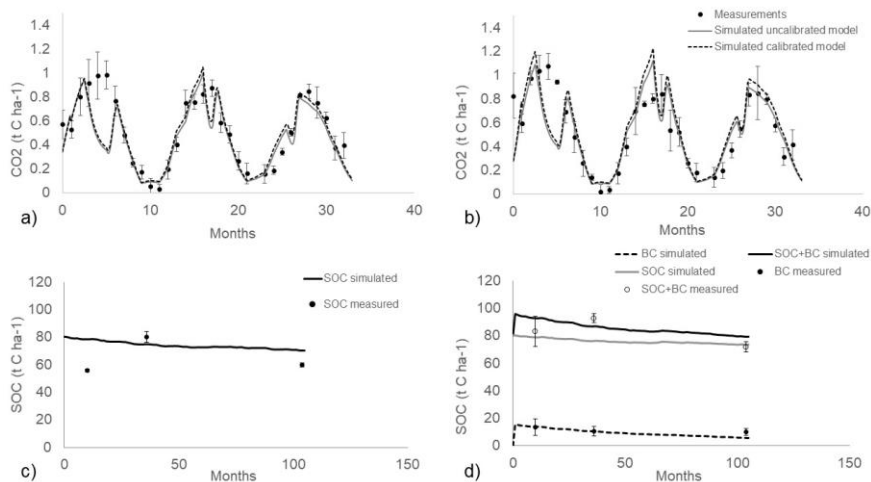 a)
CO2 (t C ha-1)
1.4
1.2
1
0.8
0.6
0.4
0.2
0
0 10 20 30 40
Months
b)
Measurements
Simulated uncalibrated model
Simulated calibrated model
CO2 (t C ha-1)
1.4
1.2
1
0.8
0.6
0.4
0.2
0
0 10 20 30 40
Months
c)
SOC simulated
SOC measured
SOC (t C ha-1)
120
100
80
60
40
20
0
0 50 100 150
Months
d)
BC simulated
SOC+BC simulated
SOC simulated
BC measured
SOC+BC measured
SOC (t C ha-1)
120
100
80
60
40
20
0
0 50 100 150
Months